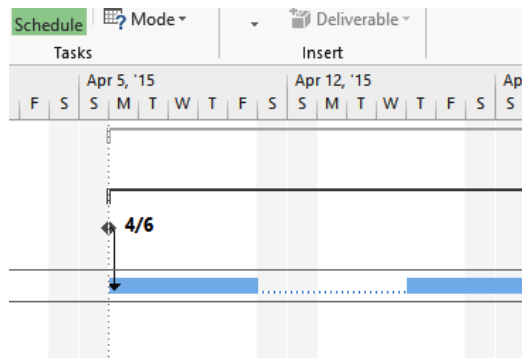 Schedule
Mode
Deliverable
Tasks
Insert
Apr 5, '15
Apr 12, '15
Ap
F S S M T W T F S S M T W T F S S
4/6